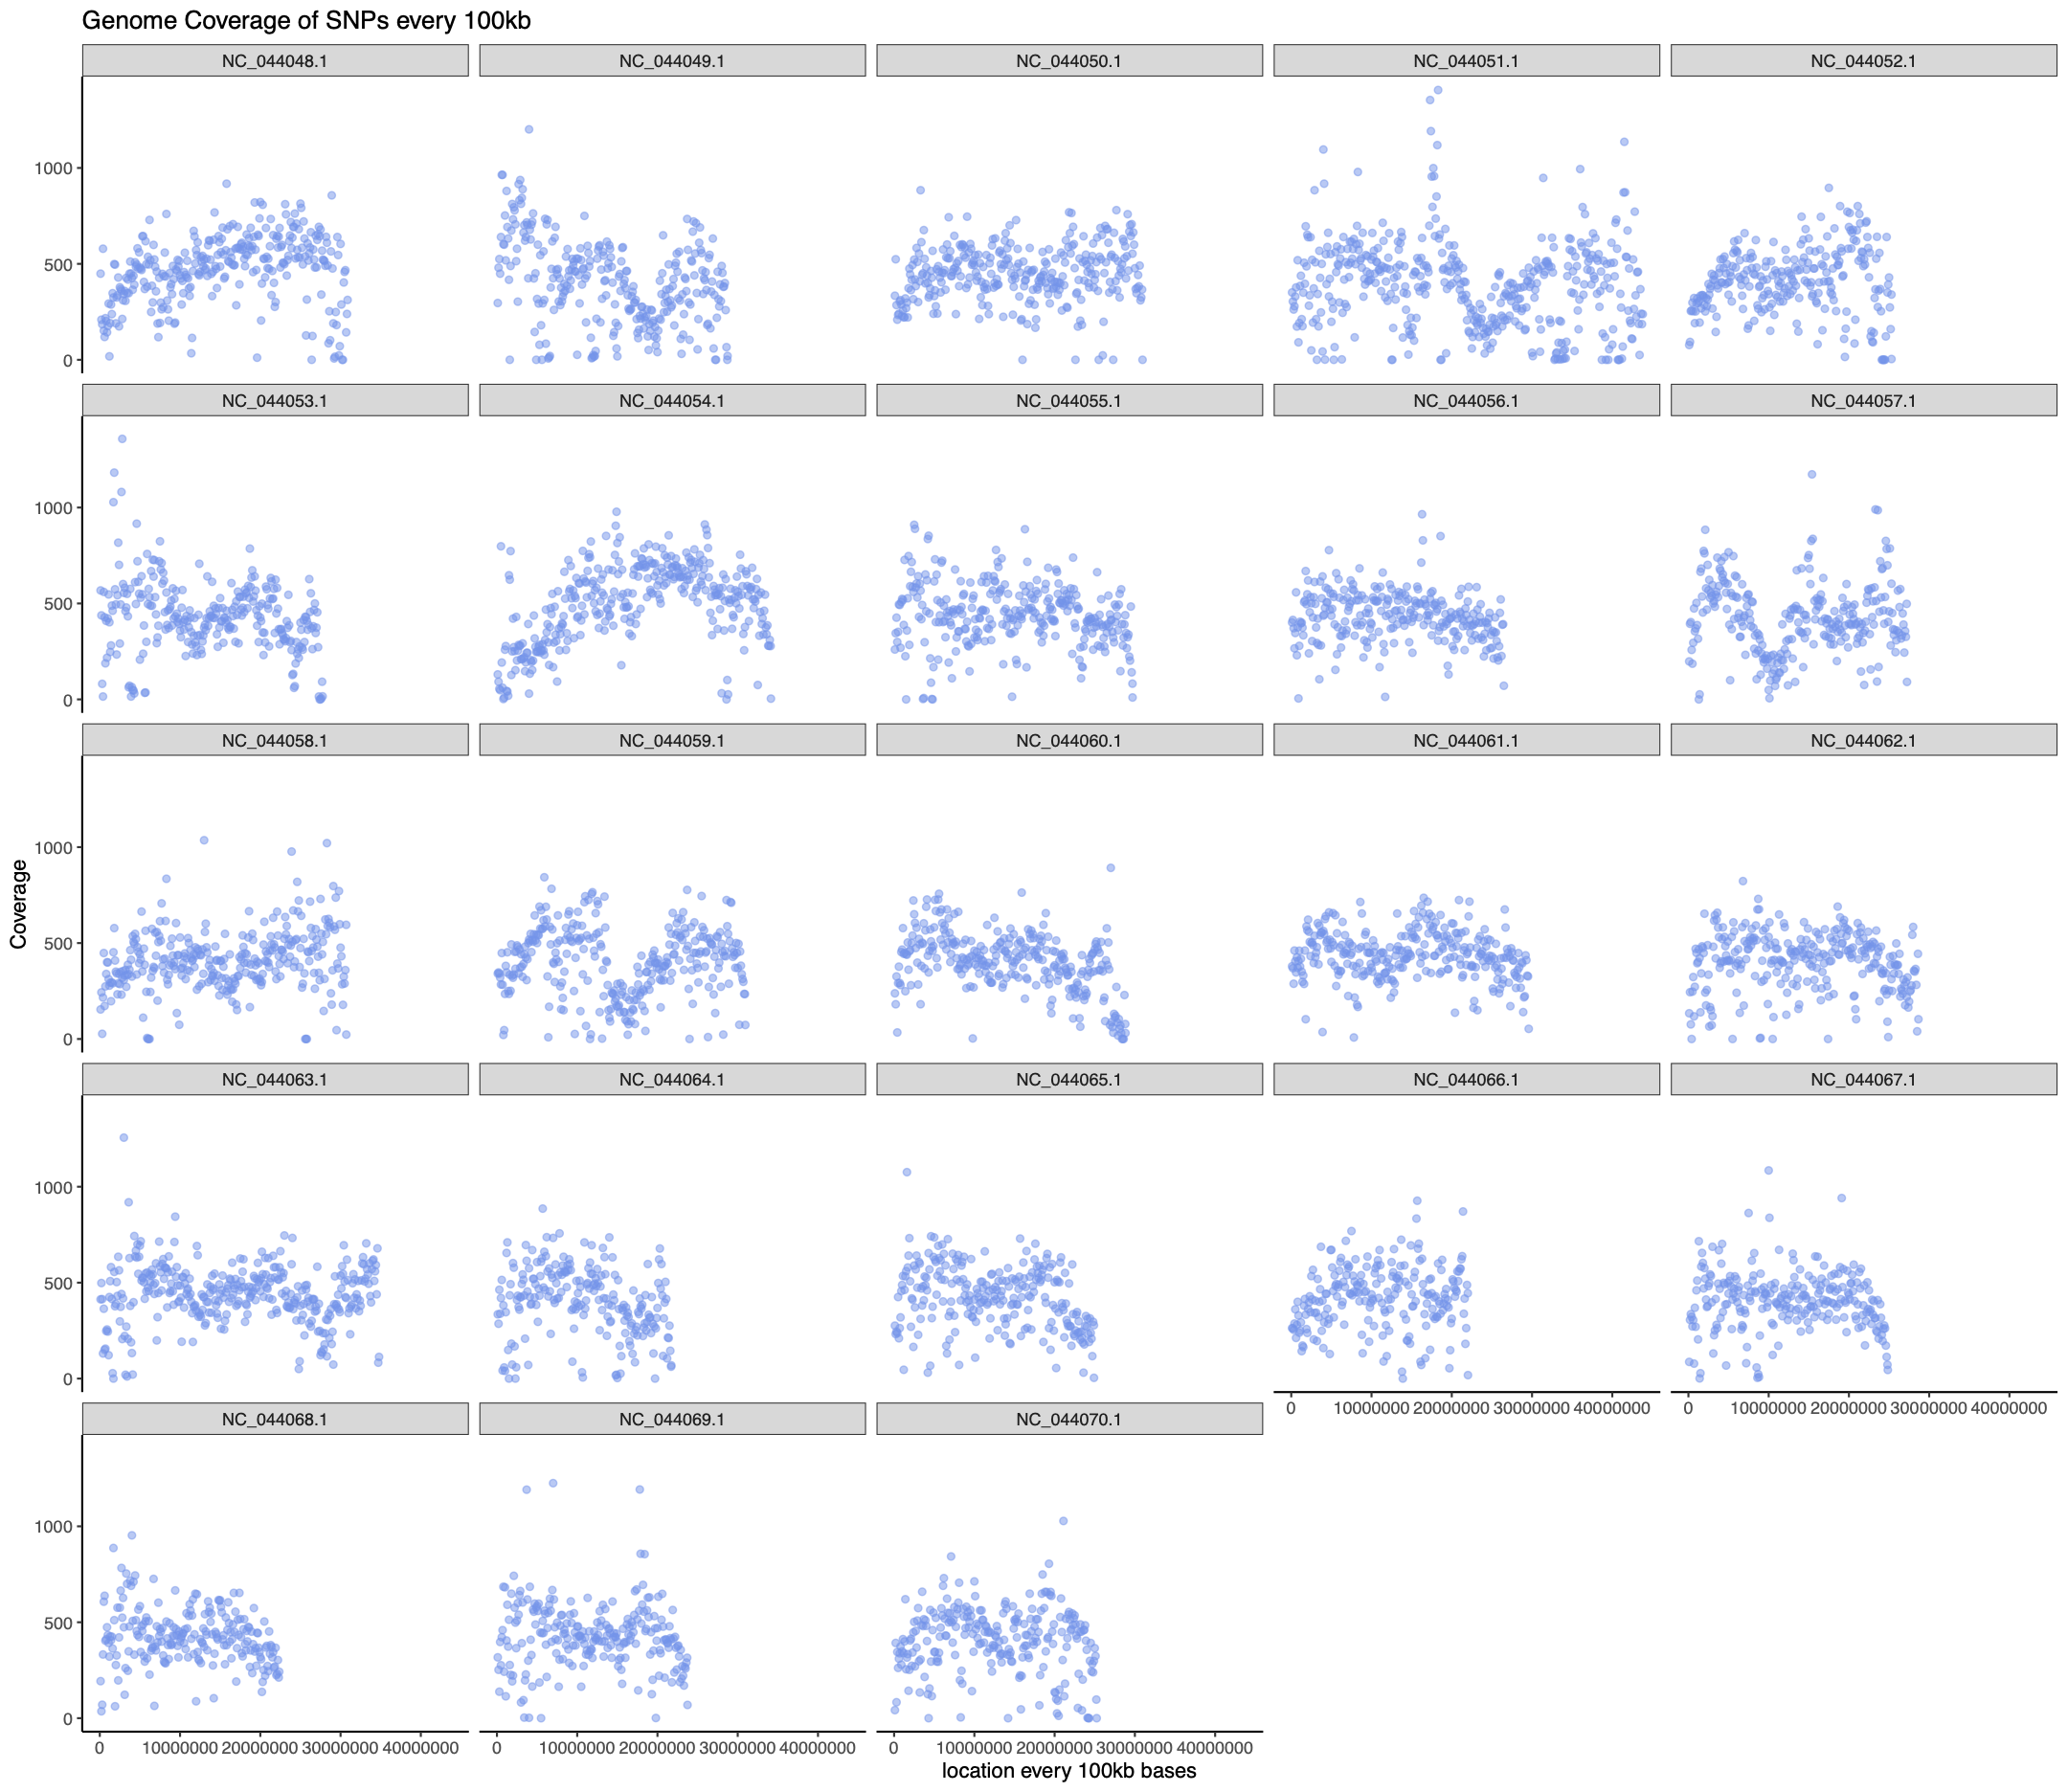 Genome Coverage of SNPs every 100kb
NC_044048.1 NC_044049.1 NC_044050.1 NC_044051.1 NC_044052.1
1000
500
0
NC_044053.1 NC_044054.1 NC_044055.1 NC_044056.1 NC_044057.1
1000
500
0
NC_044058.1 NC_044059.1 NC_044060.1 NC_044061.1 NC_044062.1
1000
Coverage
500
0
NC_044063.1 NC_044064.1 NC_044065.1 NC_044066.1 NC_044067.1
1000
500
0
0 10000000 20000000 30000000 40000000 0 10000000 20000000 30000000 40000000
NC_044068.1 NC_044069.1 NC_044070.1
1000
500
0
0 10000000 20000000 30000000 40000000 0 10000000 20000000 30000000 40000000 0 10000000 20000000 30000000 40000000
location every 100kb bases